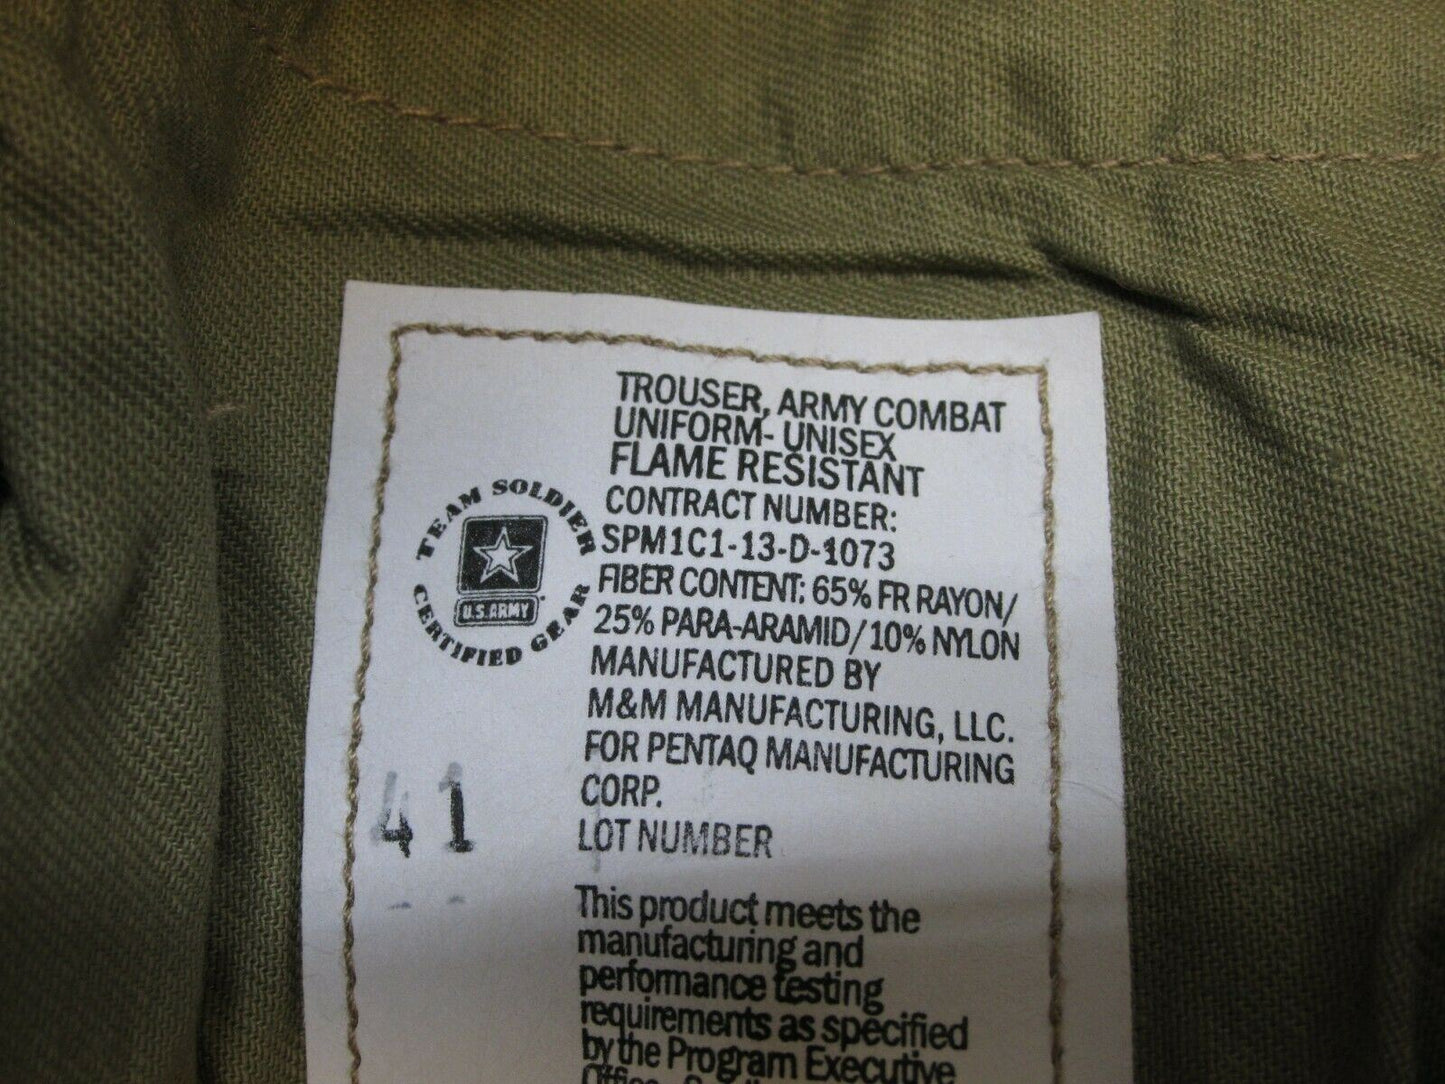 TROUSER, ARMY COMBAT
UNIFORM- UNISEX
FLAME RESISTANT
CONTRACT NUMBER:
SPM1C1-13-D-1073
FIBER CONTENT: 65% FR RAYON/
25% PARA-ARAMID/10% NYLON
MANUFACTURED BY
M&M MANUFACTURING, LLC.
FOR PENTAQ MANUFACTURING
CORP.
LOT NUMBER
TEAM SOLDIER
U.S.ARMY
CERTIFIED GEAR
41
This product meets the
manufacturing and
performance testing
requirements as specified
by the Program Executive